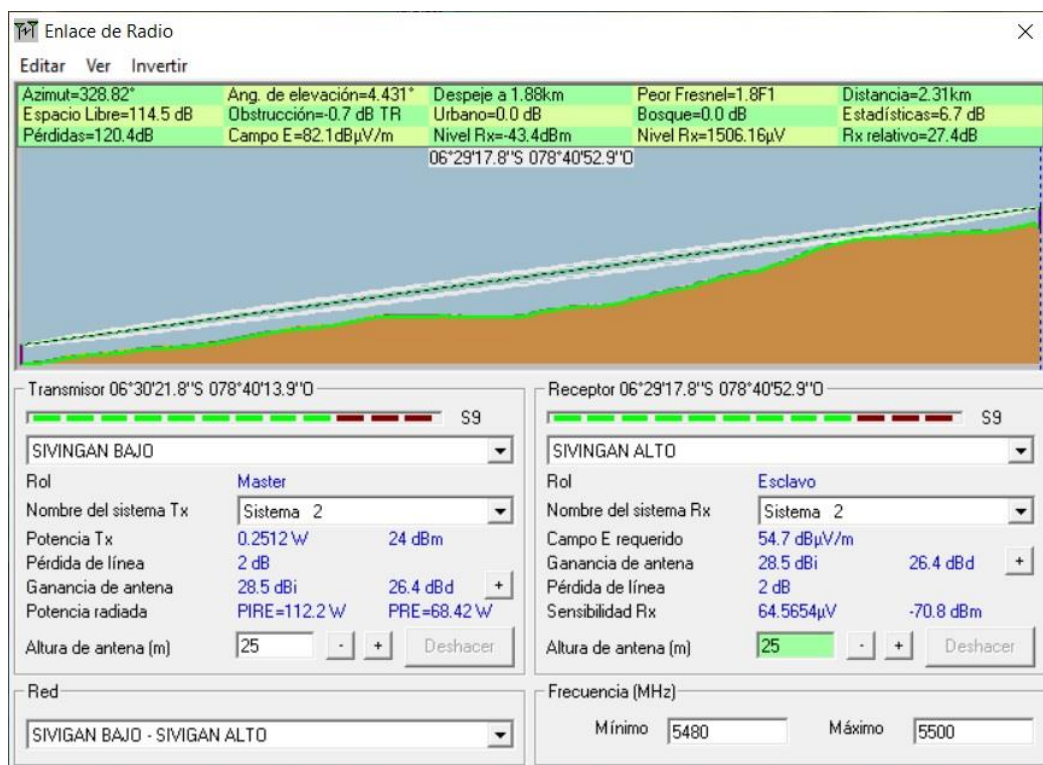 Enlace de Radio
Editar Ver Invertir
Azimut=328.82° Ang. de elevación=4.431° Despeje a 1.88km Peor Fresnel=1.8F1 Distancia=2.31km
Espacio Libre=114.5 dB Obstrucción=-0.7 dB TR Urbano=0.0 dB Bosque=0.0 dB Estadísticas=6.7 dB
Pérdidas=120.4dB Campo E=82.1dBµV/m Nivel Rx=-43.4dBm Nivel Rx=1506.16µV Rx relativo=27.4dB
06°29'17.8"S 078°40'52.9"O
Transmisor 06°30'21.8"S 078°40'13.9"O
S9
SIVINGAN BAJO
Rol Master
Nombre del sistema Tx Sistema 2
Potencia Tx 0.2512 W 24 dBm
Pérdida de línea 2 dB
Ganancia de antena 28.5 dBi 26.4 dBd +
Potencia radiada PIRE=112.2 W PRE=68.42 W
Altura de antena (m) 25 - + Deshacer
Red
SIVIGAN BAJO - SIVIGAN ALTO
Receptor 06°29'17.8"S 078°40'52.9"O
S9
SIVINGAN ALTO
Rol Esclavo
Nombre del sistema Rx Sistema 2
Campo E requerido 54.7 dBµV/m
Ganancia de antena 28.5 dBi 26.4 dBd +
Pérdida de línea 2 dB
Sensibilidad Rx 64.5654µV -70.8 dBm
Altura de antena (m) 25 - + Deshacer
Frecuencia (MHz)
Mínimo 5480 Máximo 5500